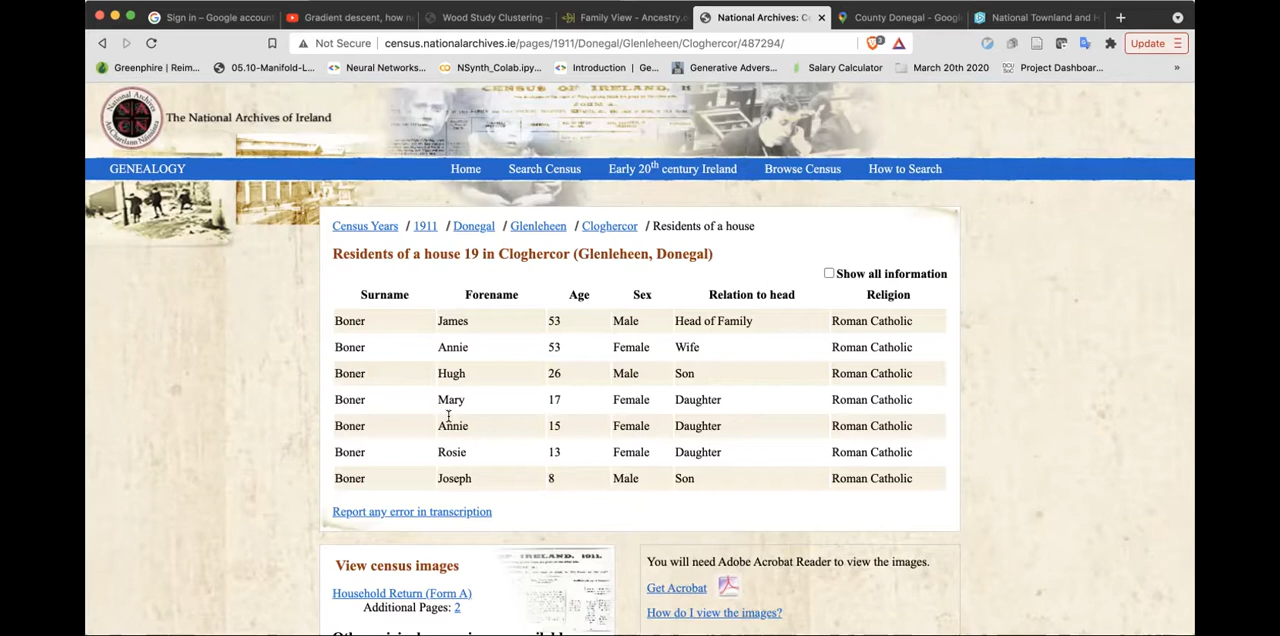 Sign in – Google account
Gradient descent, how n
Wood Study Clustering –
Family View - Ancestry.
National Archives: C
County Donegal - Googl
National Townland and H
Not Secure census.nationalarchives.ie/pages/1911/Donegal/Glenleheen/Cloghercor/487294/
Update
Greenphire | Reim...
05.10-Manifold-L...
Neural Networks...
NSynth_Colab.ipy...
Introduction | Ge...
Generative Advers...
Salary Calculator
March 20th 2020
Project Dashboar...
»
CENSUS OF IRELAND,
The National Archives of Ireland
GENEALOGY
Home Search Census Early 20th century Ireland Browse Census How to Search
Census Years / 1911 / Donegal / Glenleheen / Cloghercor / Residents of a house
Residents of a house 19 in Cloghercor (Glenleheen, Donegal)
Show all information
Surname Forename Age Sex Relation to head Religion
Boner James 53 Male Head of Family Roman Catholic
Boner Annie 53 Female Wife Roman Catholic
Boner Hugh 26 Male Son Roman Catholic
Boner Mary 17 Female Daughter Roman Catholic
Boner Annie 15 Female Daughter Roman Catholic
Boner Rosie 13 Female Daughter Roman Catholic
Boner Joseph 8 Male Son Roman Catholic
Report any error in transcription
View census images
Household Return (Form A)
Additional Pages: 2
You will need Adobe Acrobat Reader to view the images.
Get Acrobat
How do I view the images?